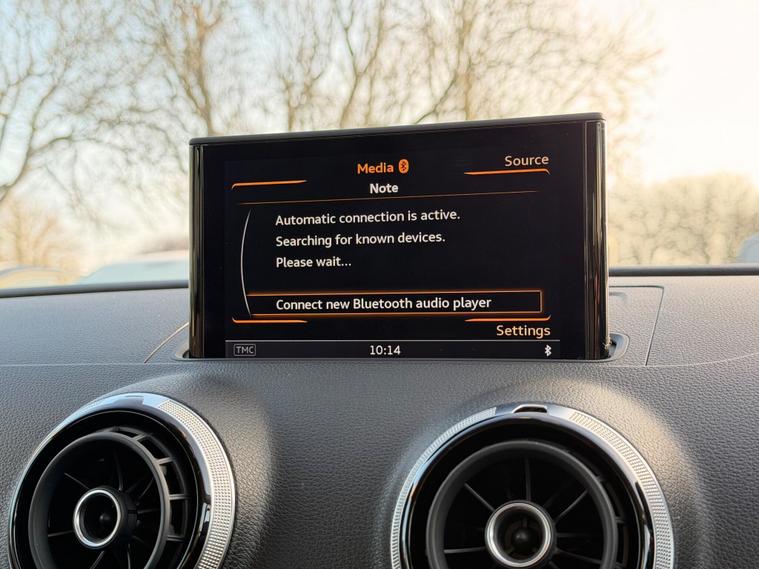 Media
Source
Note
Automatic connection is active.
Searching for known devices.
Please wait...
Connect new Bluetooth audio player
Settings
TMC
10:14